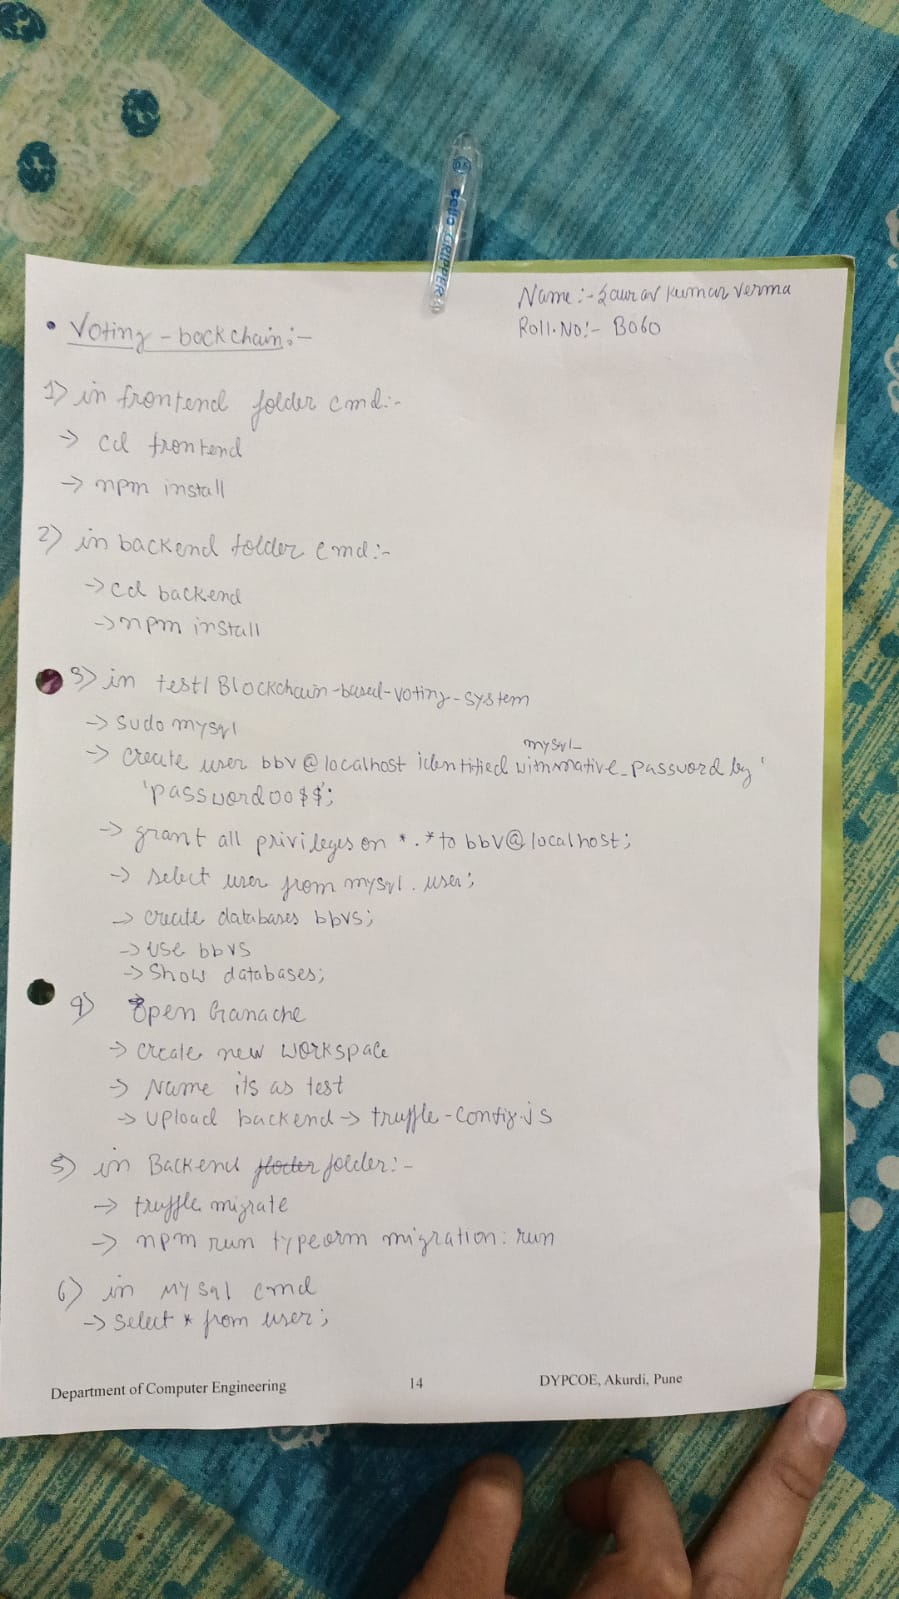 cello GRIPPER
Name :- Saurav Kumar Verma
Roll.No:- B060
• Voting - bockchain :-
1) in frontend folder cmd:-
→ cd frontend
→ npm install
2) in backend folder cmd:-
→ cd backend
→ npm install
3) in test1 Blockchain-based-voting-system
→ sudo mysql
→ create user bbv@localhost identified with mysql_native_password by '
'password00$$';
→ grant all privileges on *.* to bbv@localhost;
→ select user from mysql.user;
→ create databases bbvs;
→ use bbvs
→ Show databases;
4) Open Ganache
→ create new workspace
→ Name its as test
→ Upload backend → truffle-config.js
5) in Backend floder folder:-
→ truffle migrate
→ npm run typeorm migration: run
6) in MySql cmd
→ Select * from user;
Department of Computer Engineering 14 DYPCOE, Akurdi, Pune